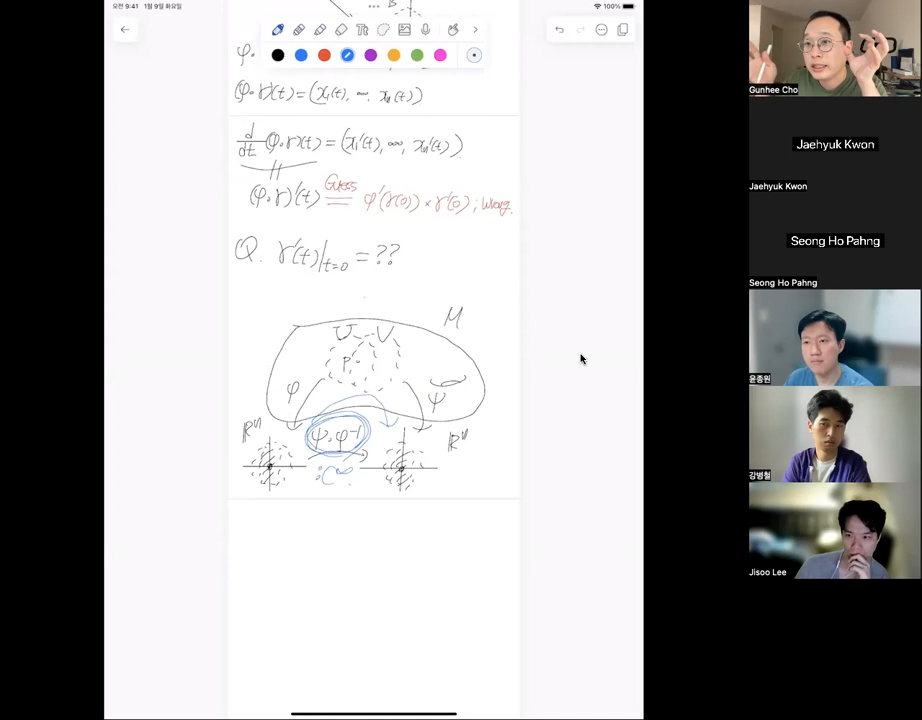 오전 9:41 1월 9일 화요일
100%
Tt
φ∘
(φ∘γ)(t) = (x₁(t), …, xₙ(t))
d/dt (φ∘γ)(t) = (x₁'(t), …, xₙ'(t)).
(φ∘γ)'(t) Guess = φ'(γ(0)) × γ'(0) ; wrong.
Q. γ'(t)|t=0 = ??
M
U V
P
φ ψ
ℝⁿ ψ∘φ⁻¹ ℝⁿ
: C∞
Gunhee Cho
Jaehyuk Kwon
Jaehyuk Kwon
Seong Ho Pahng
Seong Ho Pahng
윤종원
강병철
Jisoo Lee